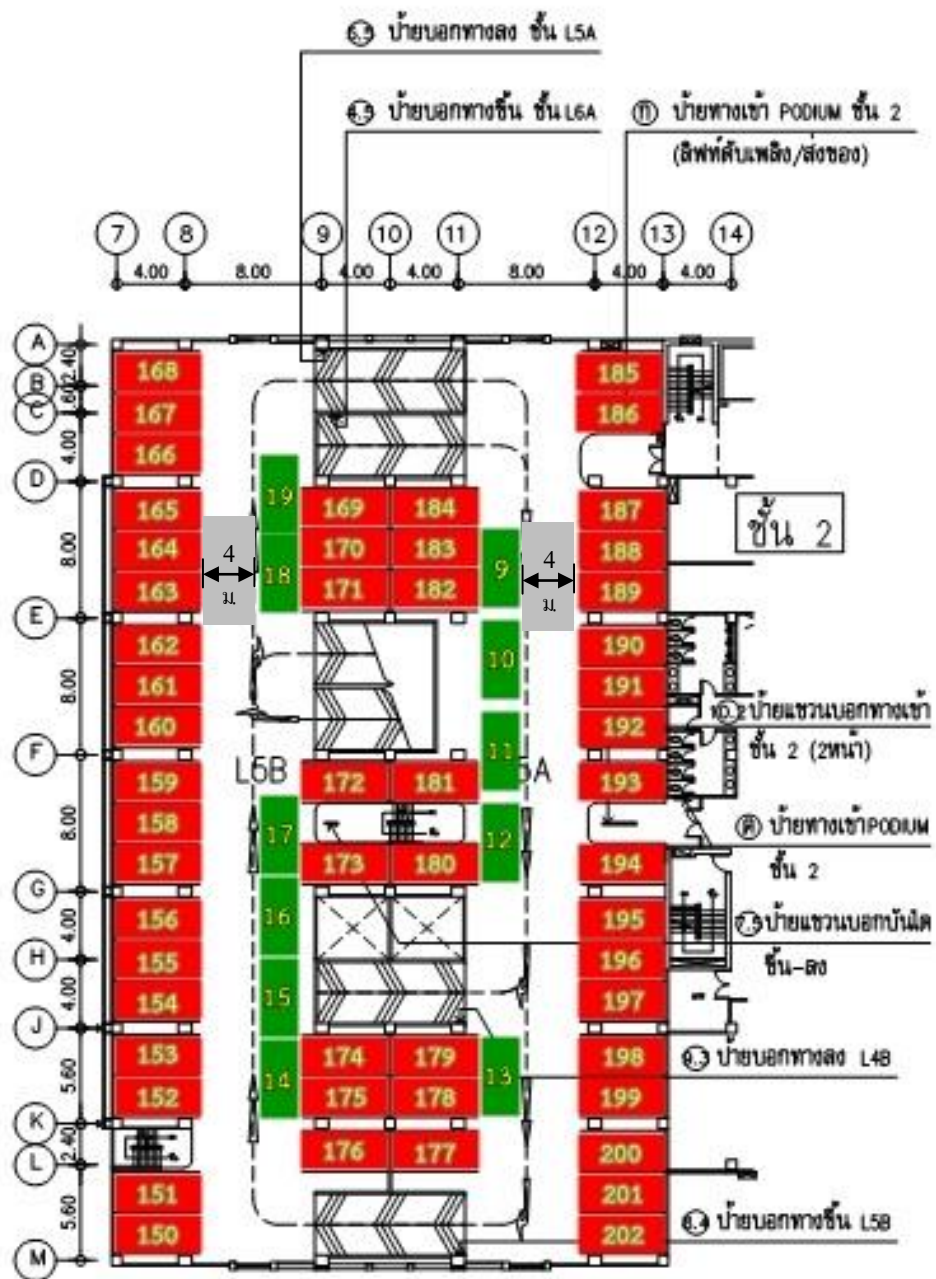 6.5 ป้ายบอกทางลง ชั้น L5A
4.5 ป้ายบอกทางขึ้น ชั้น L6A
11 ป้ายทางเข้า PODIUM ชั้น 2
(ลิฟท์ดับเพลิง/ส่งของ)
7 8 9 10 11 12 13 14
4.00 8.00 4.00 4.00 8.00 4.00 4.00
A
2.40
B
1.60
C
4.00
D
8.00
E
8.00
F
8.00
G
4.00
H
4.00
J
5.60
K
2.40
L
5.60
M
168 185
167 186
166
19
165 169 184 187
ชั้น 2
164 170 183 188
4 4
18 9
ม. ม.
163 171 182 189
162 190
10
161 191
160 192
10.2 ป้ายแขวนบอกทางเข้า
ชั้น 2 (2หน้า)
11
L5B 5A
159 172 181 193
158
17 12
ป้ายทางเข้าPODIUM
ชั้น 2
157 173 180 194
156 195
16
7.5 ป้ายแขวนบอกบันได
ขึ้น-ลง
155 196
15
154 197
153 174 179 198
9.3 ป้ายบอกทางลง L4B
14 13
152 175 178 199
176 177 200
151 201
8.4 ป้ายบอกทางขึ้น L5B
150 202